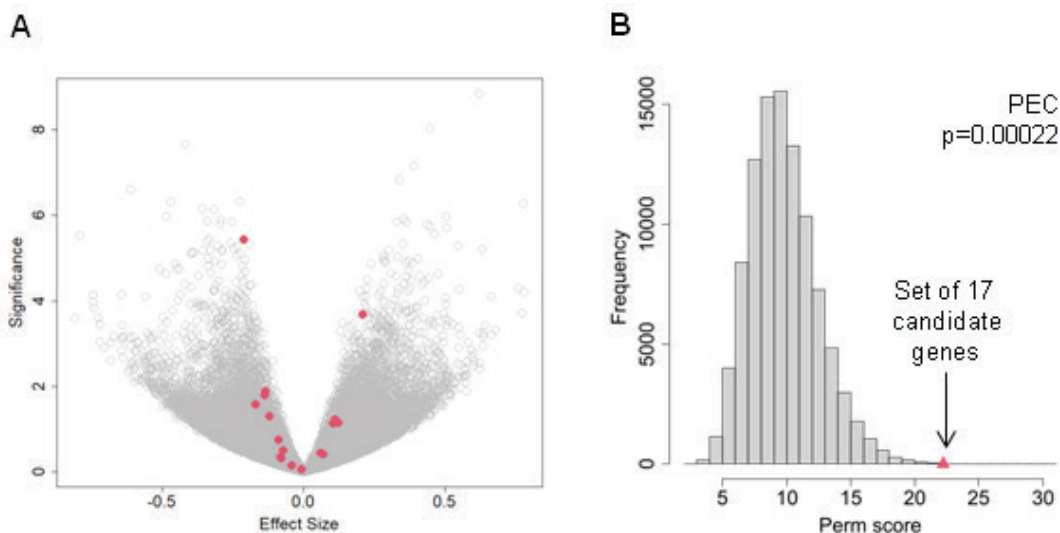 A
8
6
4
2
0
Significance
-0.5
0.0
0.5
Effect Size
B
15000
10000
5000
0
Frequency
PEC
p=0.00022
Set of 17
candidate
genes
5
10
15
20
25
30
Perm score